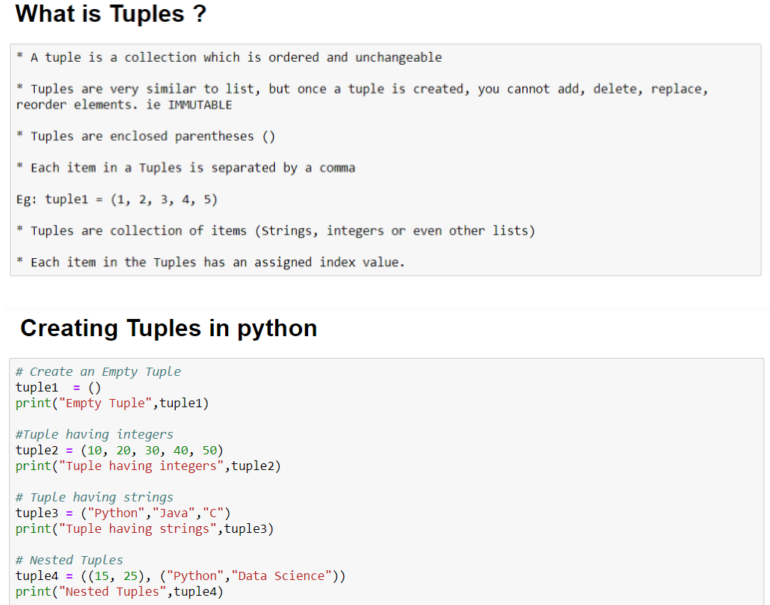 What is Tuples ?
* A tuple is a collection which is ordered and unchangeable
* Tuples are very similar to list, but once a tuple is created, you cannot add, delete, replace,
reorder elements. ie IMMUTABLE
* Tuples are enclosed parentheses ()
* Each item in a Tuples is separated by a comma
Eg: tuple1 = (1, 2, 3, 4, 5)
* Tuples are collection of items (Strings, integers or even other lists)
* Each item in the Tuples has an assigned index value.
Creating Tuples in python
# Create an Empty Tuple
tuple1  = ()
print("Empty Tuple",tuple1)
#Tuple having integers
tuple2 = (10, 20, 30, 40, 50)
print("Tuple having integers",tuple2)
# Tuple having strings
tuple3 = ("Python","Java","C")
print("Tuple having strings",tuple3)
# Nested Tuples
tuple4 = ((15, 25), ("Python","Data Science"))
print("Nested Tuples",tuple4)